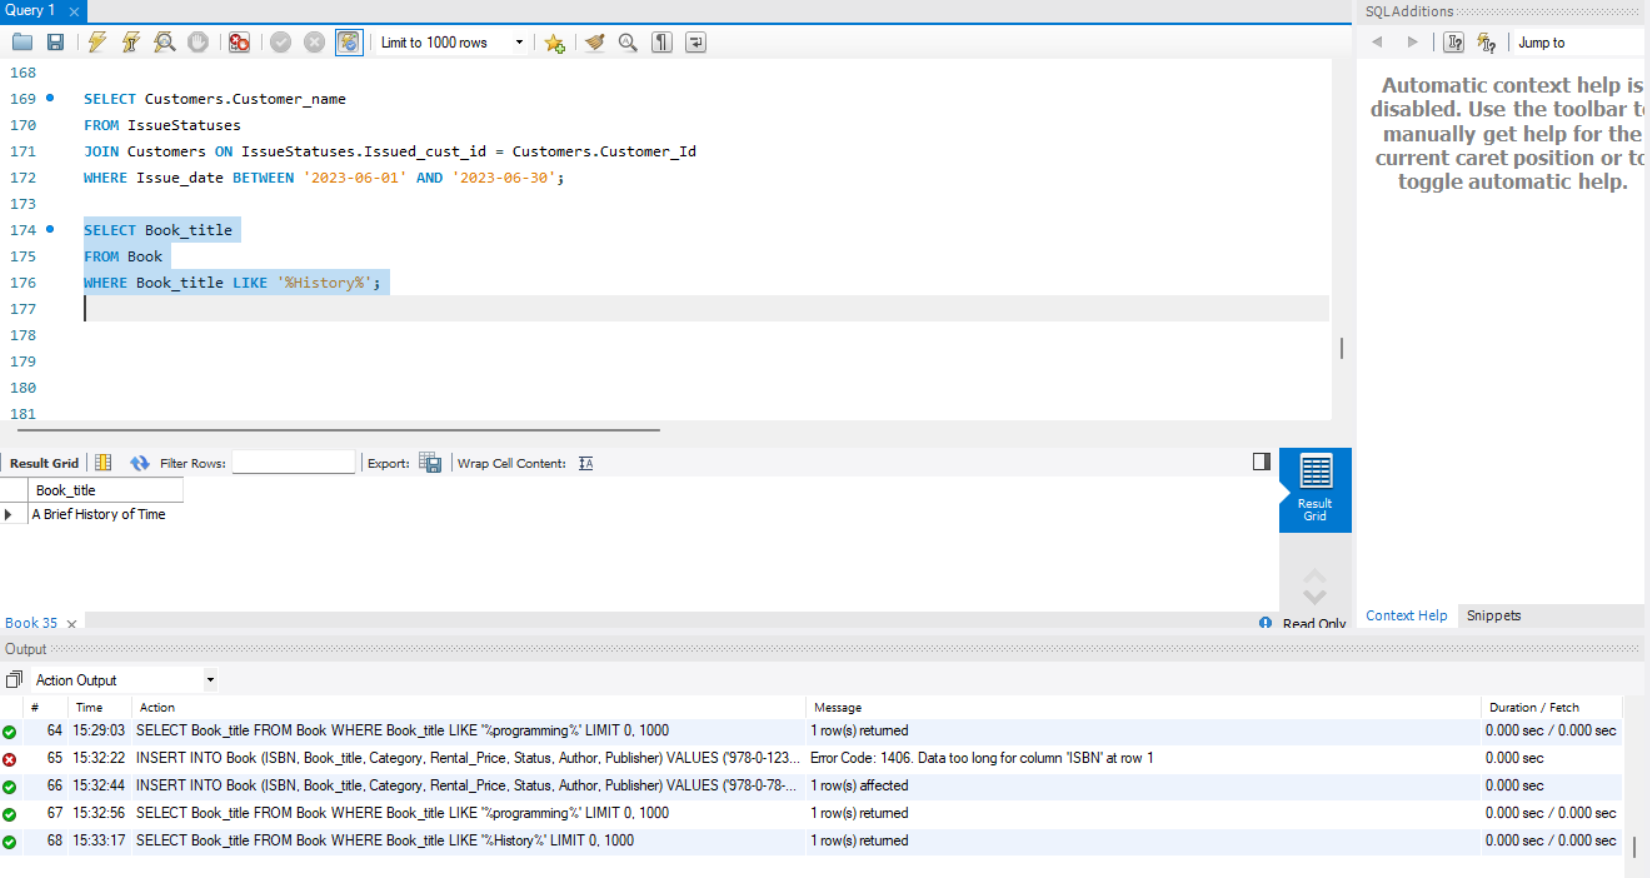 Query 1
SQLAdditions
Limit to 1000 rows
Jump to
168
169 SELECT Customers.Customer_name
170 FROM IssueStatuses
171 JOIN Customers ON IssueStatuses.Issued_cust_id = Customers.Customer_Id
172 WHERE Issue_date BETWEEN '2023-06-01' AND '2023-06-30';
173
174 SELECT Book_title
175 FROM Book
176 WHERE Book_title LIKE '%History%';
177
178
179
180
181
Automatic context help is
disabled. Use the toolbar to
manually get help for the
current caret position or to
toggle automatic help.
Result Grid Filter Rows: Export: Wrap Cell Content:
Book_title
A Brief History of Time
Result
Grid
Book 35
Read Only
Context Help Snippets
Output
Action Output
# Time Action Message Duration / Fetch
64 15:29:03 SELECT Book_title FROM Book WHERE Book_title LIKE '%programming%' LIMIT 0, 1000 1 row(s) returned 0.000 sec / 0.000 sec
65 15:32:22 INSERT INTO Book (ISBN, Book_title, Category, Rental_Price, Status, Author, Publisher) VALUES ('978-0-123... Error Code: 1406. Data too long for column 'ISBN' at row 1 0.000 sec
66 15:32:44 INSERT INTO Book (ISBN, Book_title, Category, Rental_Price, Status, Author, Publisher) VALUES ('978-0-78-... 1 row(s) affected 0.000 sec
67 15:32:56 SELECT Book_title FROM Book WHERE Book_title LIKE '%programming%' LIMIT 0, 1000 1 row(s) returned 0.000 sec / 0.000 sec
68 15:33:17 SELECT Book_title FROM Book WHERE Book_title LIKE '%History%' LIMIT 0, 1000 1 row(s) returned 0.000 sec / 0.000 sec